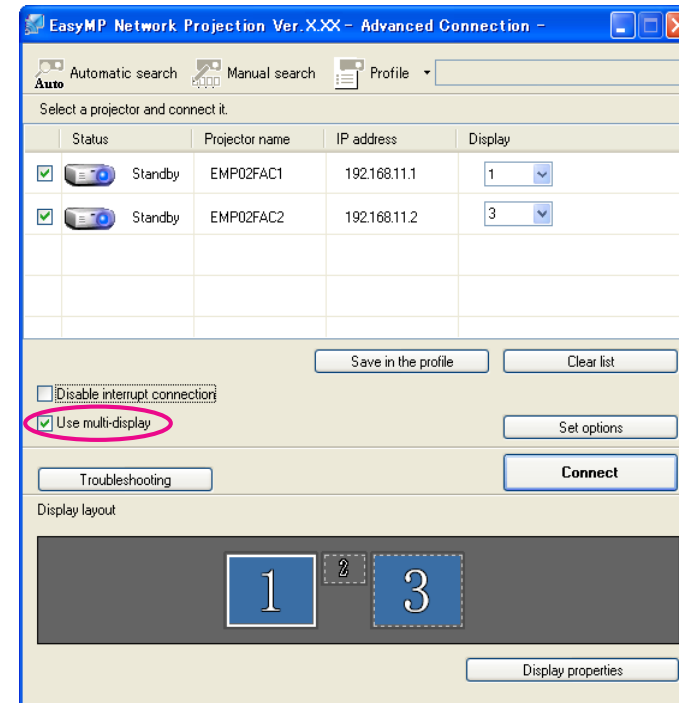 EasyMP Network Projection Ver.X.XX - Advanced Connection -
Auto Automatic search Manual search Profile
Select a projector and connect it.
Status Projector name IP address Display
Standby EMP02FAC1 192.168.11.1 1
Standby EMP02FAC2 192.168.11.2 3
Save in the profile Clear list
Disable interrupt connection
Use multi-display
Set options
Troubleshooting Connect
Display layout
1 2 3
Display properties